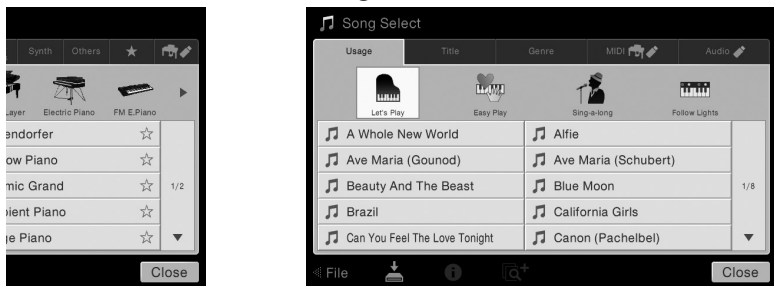 Synth Others
Layer Electric Piano FM E.Piano
endorfer
ow Piano
mic Grand
1/2
bient Piano
ge Piano
Close
Song Select
Usage Title Genre MIDI Audio
Let's Play Easy Play Sing-a-long Follow Lights
A Whole New World Alfie
Ave Maria (Gounod) Ave Maria (Schubert)
Beauty And The Beast Blue Moon 1/8
Brazil California Girls
Can You Feel The Love Tonight Canon (Pachelbel)
File Close